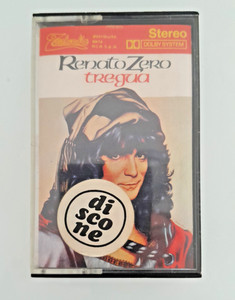 Stereo
DOLBY SYSTEM
Renato Zero
tregua
di
sco
ne